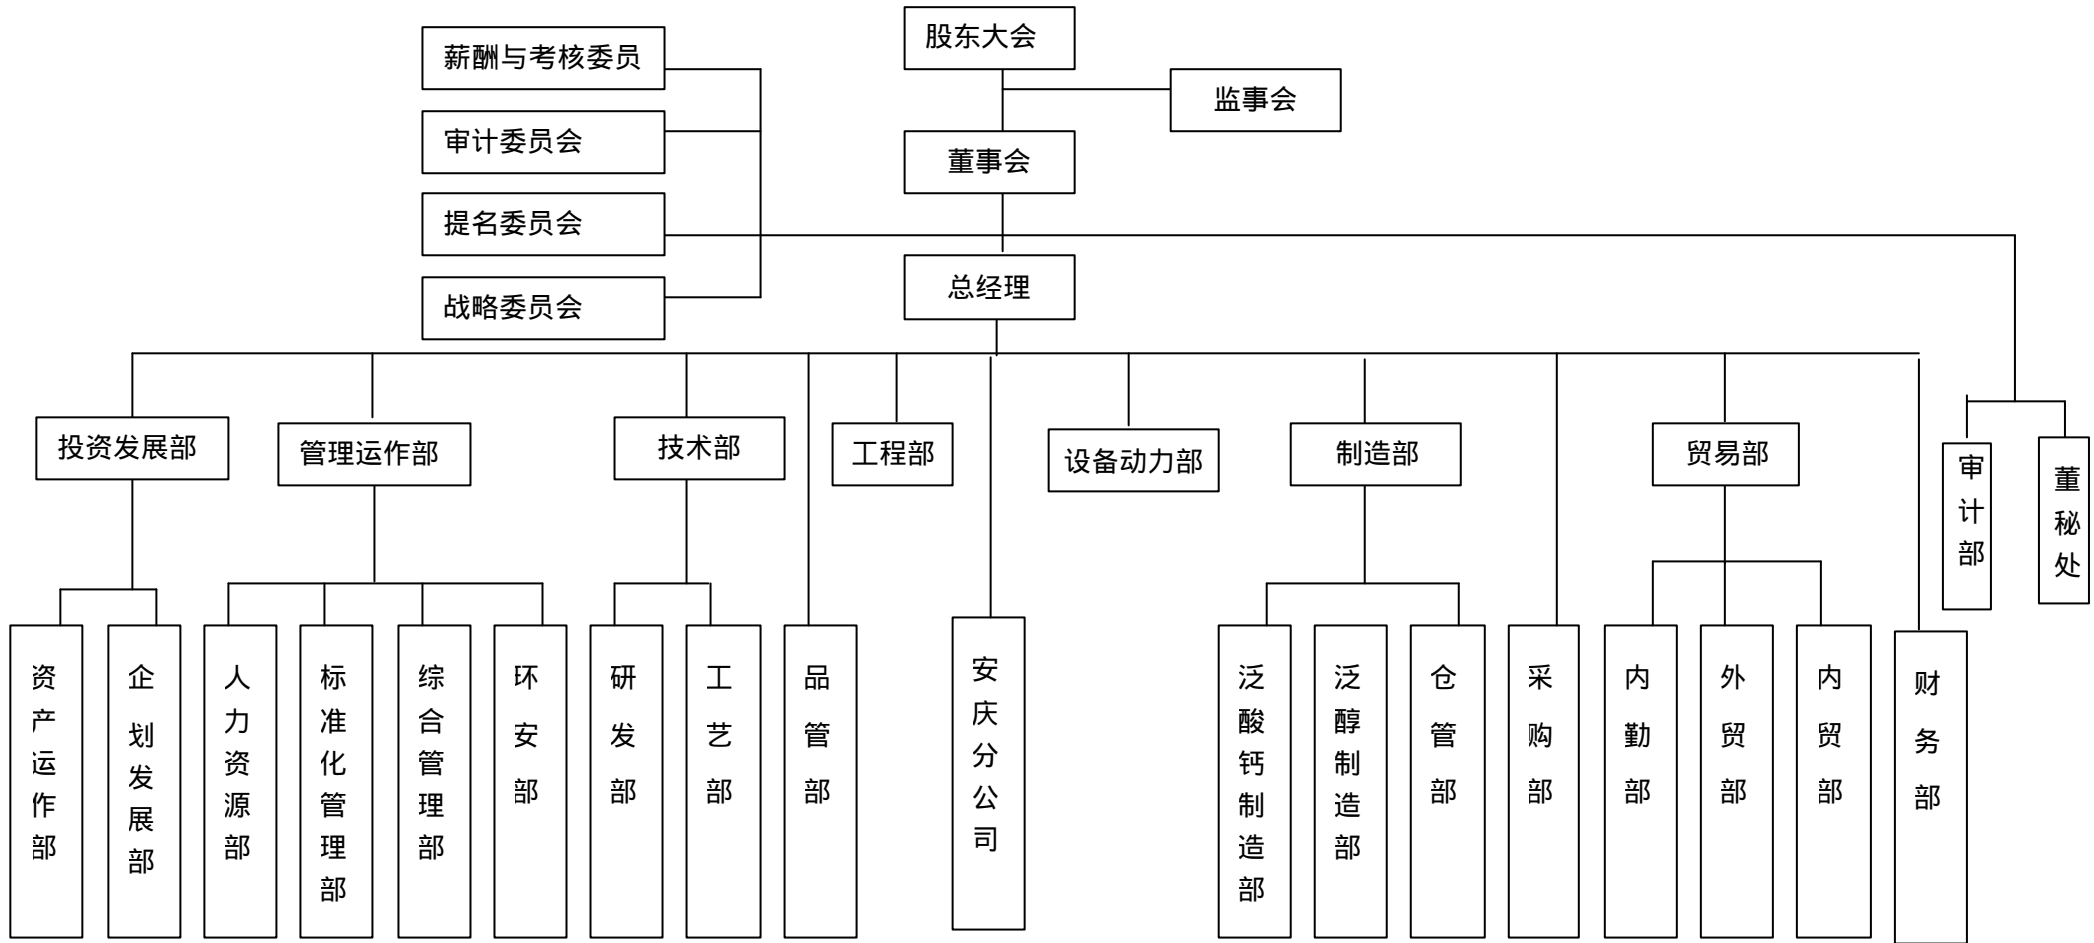 股东大会
薪酬与考核委员
监事会
审计委员会
董事会
提名委员会
总经理
战略委员会
投资发展部
管理运作部
技术部
工程部
设备动力部
制造部
贸易部
审计部
董秘处
资产运作部
企划发展部
人力资源部
标准化管理部
综合管理部
环安部
研发部
工艺部
品管部
安庆分公司
泛酸钙制造部
泛醇制造部
仓管部
采购部
内勤部
外贸部
内贸部
财务部